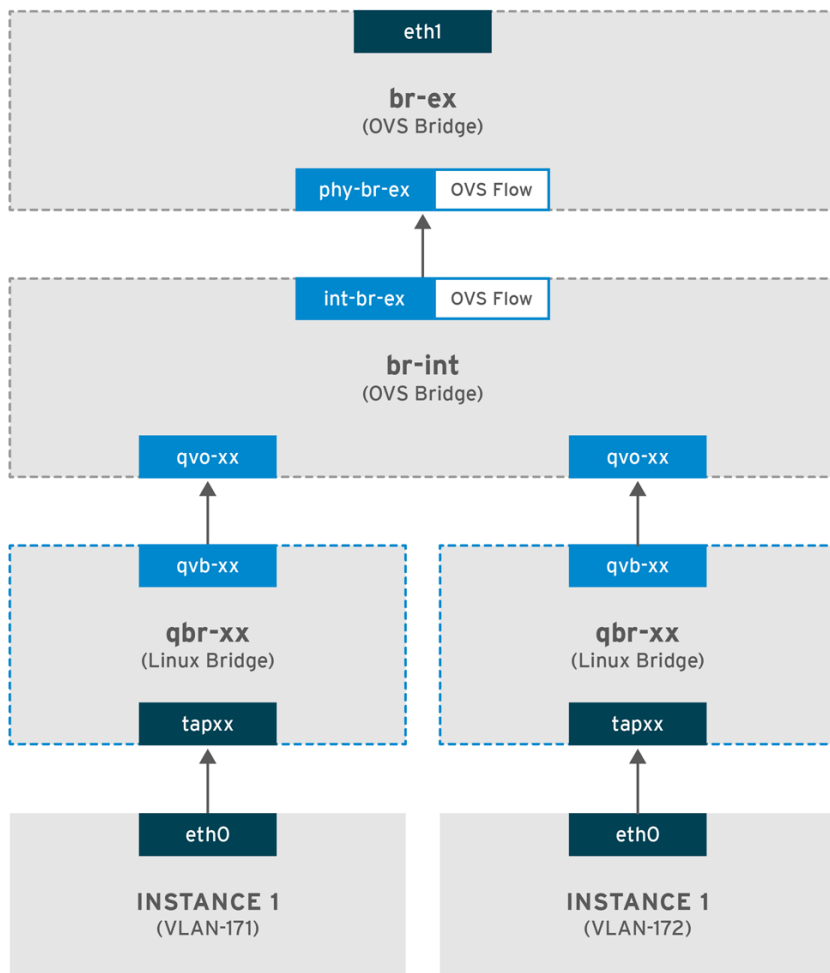 eth1
br-ex
(OVS Bridge)
phy-br-ex OVS Flow
int-br-ex OVS Flow
br-int
(OVS Bridge)
qvo-xx qvo-xx
qvb-xx qvb-xx
qbr-xx qbr-xx
(Linux Bridge) (Linux Bridge)
tapxx tapxx
eth0 eth0
INSTANCE 1 INSTANCE 1
(VLAN-171) (VLAN-172)